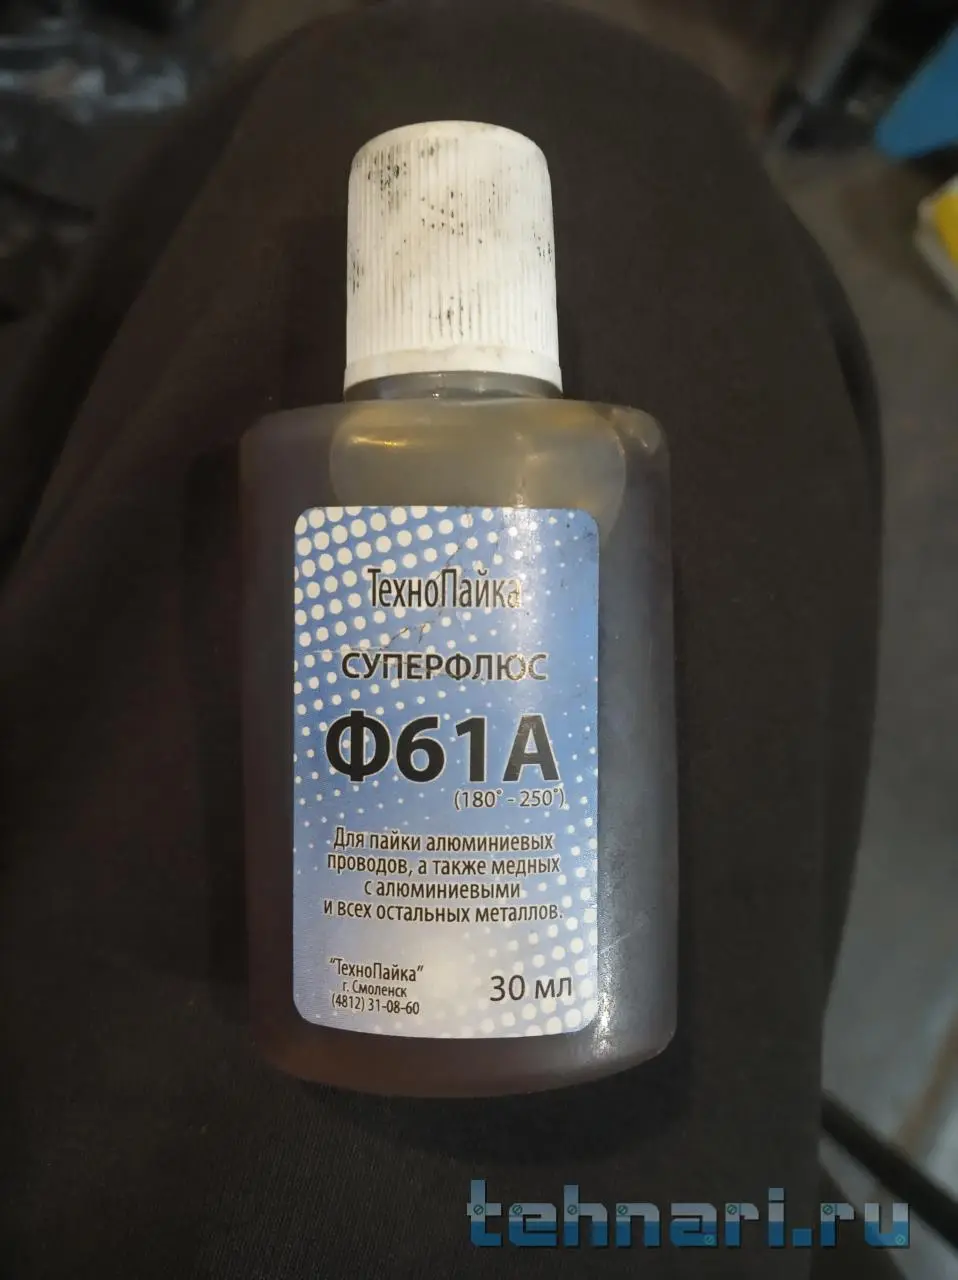 ТехноПайка
СУПЕРФЛЮС
Ф61А
(180° - 250°)
Для пайки алюминиевых
проводов, а также медных
с алюминиевыми
и всех остальных металлов.
"ТехноПайка"
г. Смоленск
(4812) 31-08-60
30 мл
tehnari.ru